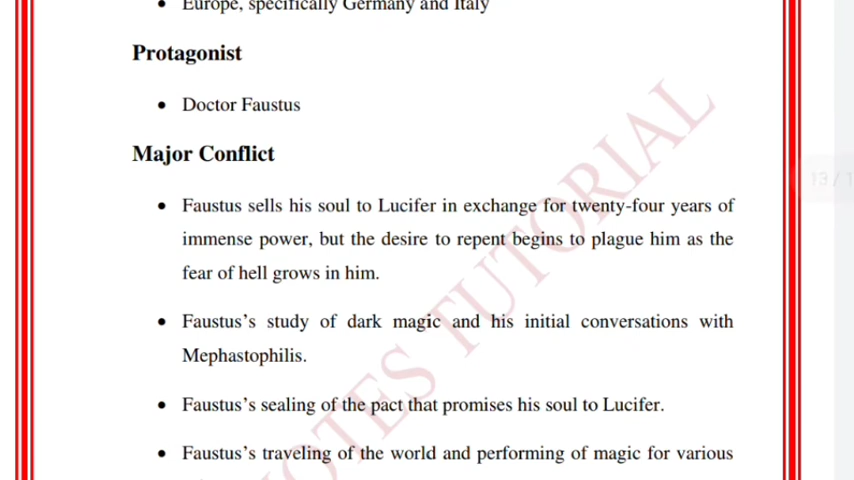 Europe, specifically Germany and Italy
Protagonist
Doctor Faustus
Major Conflict
Faustus sells his soul to Lucifer in exchange for twenty-four years of
immense power, but the desire to repent begins to plague him as the
fear of hell grows in him.
Faustus's study of dark magic and his initial conversations with
Mephastophilis.
Faustus's sealing of the pact that promises his soul to Lucifer.
Faustus's traveling of the world and performing of magic for various
NOTES TUTORIAL